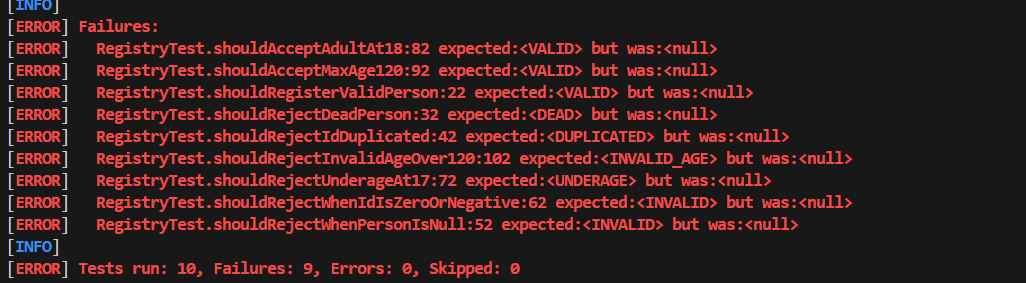 [INFO]
[ERROR] Failures:
[ERROR]   RegistryTest.shouldAcceptAdultAt18:82 expected:<VALID> but was:<null>
[ERROR]   RegistryTest.shouldAcceptMaxAge120:92 expected:<VALID> but was:<null>
[ERROR]   RegistryTest.shouldRegisterValidPerson:22 expected:<VALID> but was:<null>
[ERROR]   RegistryTest.shouldRejectDeadPerson:32 expected:<DEAD> but was:<null>
[ERROR]   RegistryTest.shouldRejectIdDuplicated:42 expected:<DUPLICATED> but was:<null>
[ERROR]   RegistryTest.shouldRejectInvalidAgeOver120:102 expected:<INVALID_AGE> but was:<null>
[ERROR]   RegistryTest.shouldRejectUnderageAt17:72 expected:<UNDERAGE> but was:<null>
[ERROR]   RegistryTest.shouldRejectWhenIdIsZeroOrNegative:62 expected:<INVALID> but was:<null>
[ERROR]   RegistryTest.shouldRejectWhenPersonIsNull:52 expected:<INVALID> but was:<null>
[INFO]
[ERROR] Tests run: 10, Failures: 9, Errors: 0, Skipped: 0